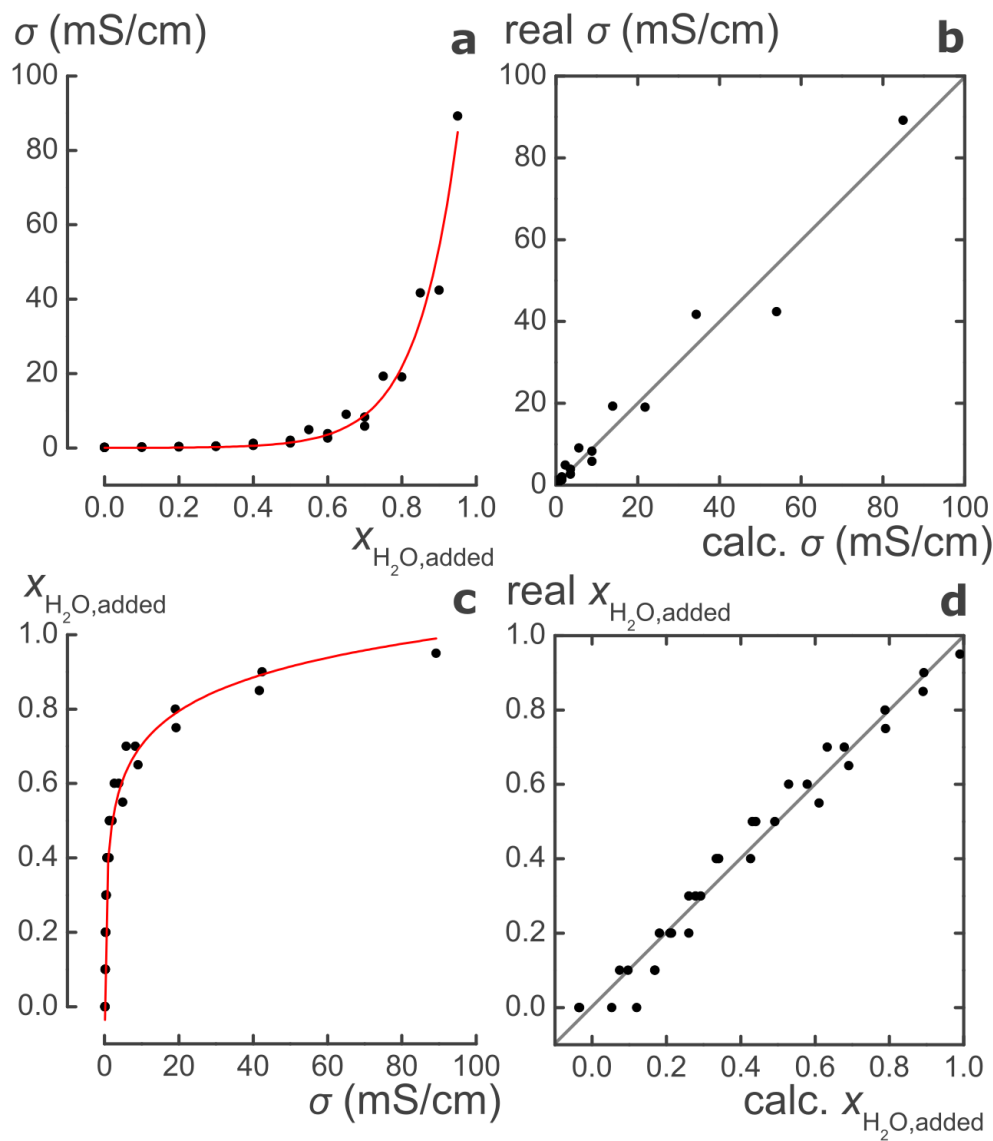 σ (mS/cm) a
100
80
60
40
20
0
0.0 0.2 0.4 0.6 0.8 1.0
x H₂O,added
real σ (mS/cm) b
100
80
60
40
20
0
0 20 40 60 80 100
calc. σ (mS/cm)
x H₂O,added c
1.0
0.8
0.6
0.4
0.2
0.0
0 20 40 60 80 100
σ (mS/cm)
real x H₂O,added d
1.0
0.8
0.6
0.4
0.2
0.0
0.0 0.2 0.4 0.6 0.8 1.0
calc. x H₂O,added